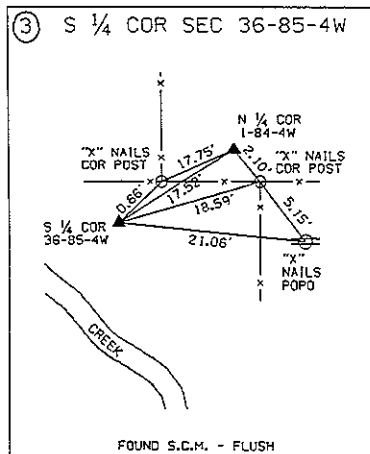 ③ S ¼ COR SEC 36-85-4W
N ¼ COR
1-84-4W
"X" NAILS
COR POST
17.75'
2.10'
"X" NAILS
COR POST
0.66'
17.52'
18.59'
5.15'
S ¼ COR
36-85-4W
21.06'
"X"
NAILS
POPO
CREEK
FOUND S.C.M. - FLUSH